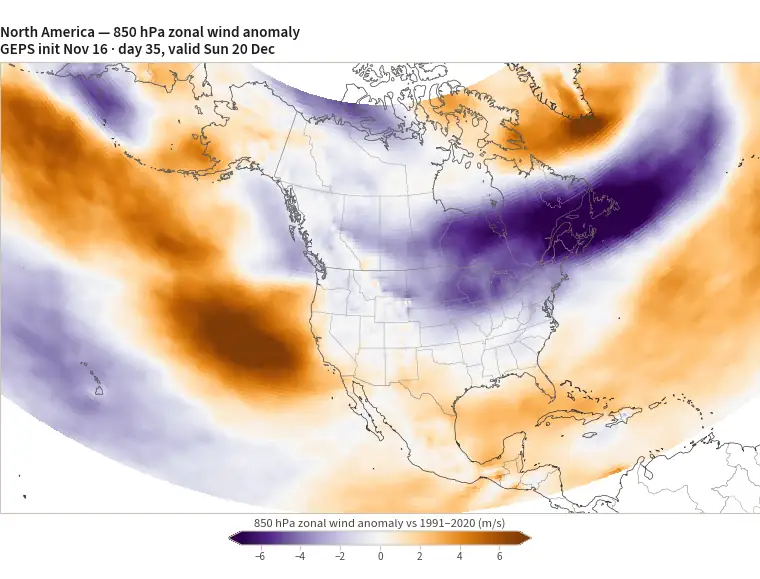 North America — 850 hPa zonal wind anomaly
GEPS init Nov 16 · day 35, valid Sun 20 Dec
850 hPa zonal wind anomaly vs 1991–2020 (m/s)
−6 −4 −2 0 2 4 6